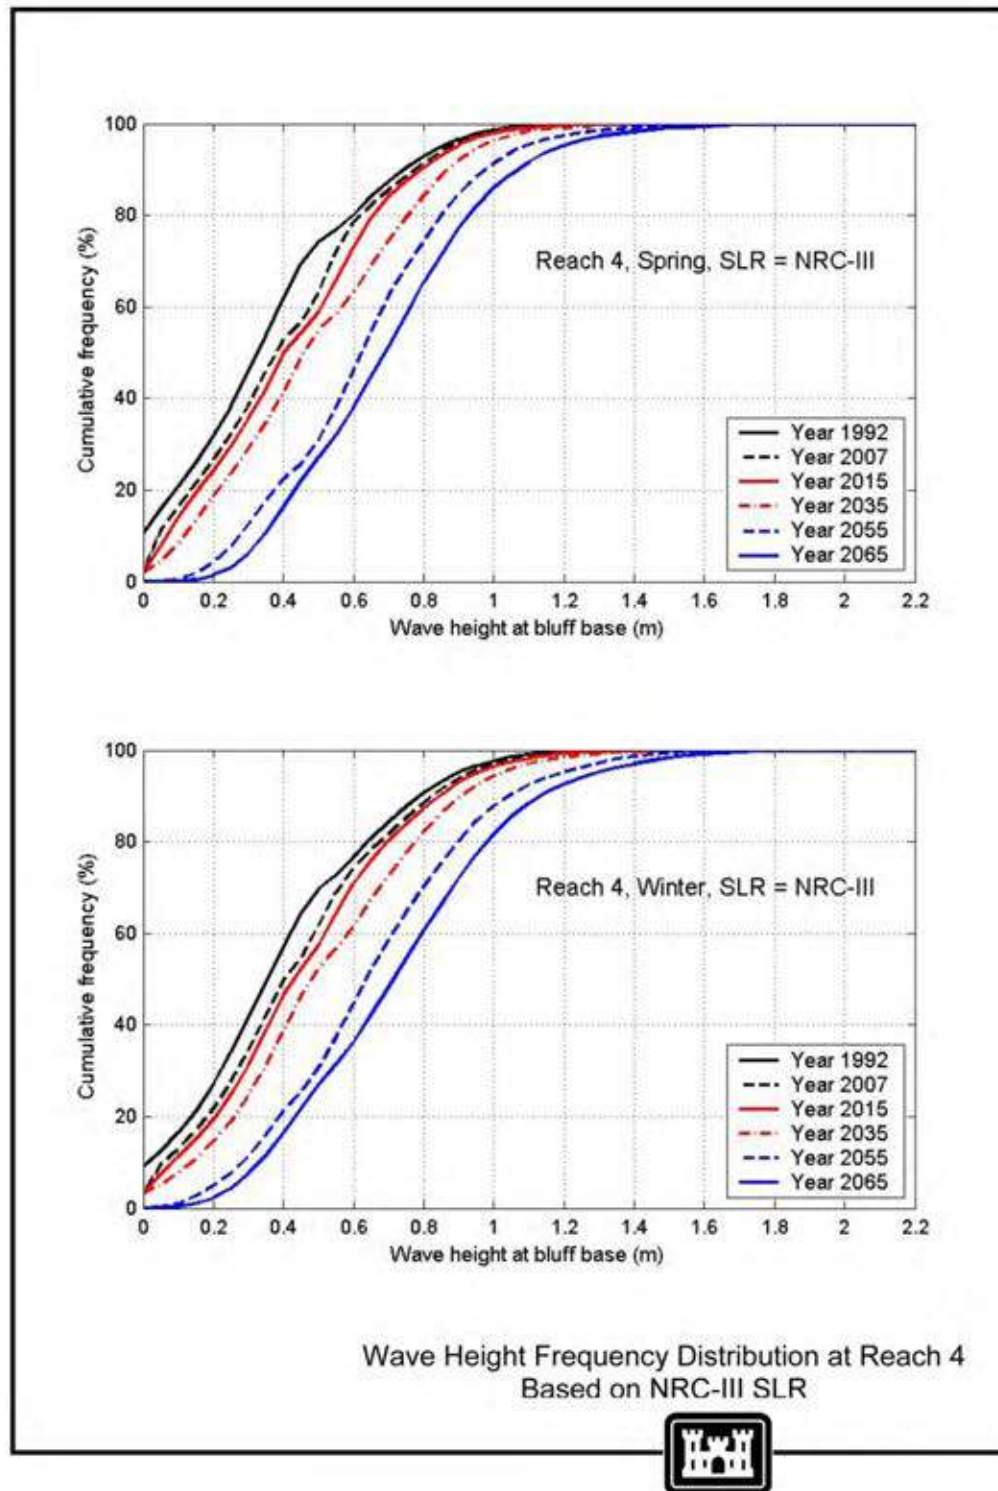 100
80
60
40
20
0
Cumulative frequency (%)
Reach 4, Spring, SLR = NRC-III
Year 1992
Year 2007
Year 2015
Year 2035
Year 2055
Year 2065
0 0.2 0.4 0.6 0.8 1 1.2 1.4 1.6 1.8 2 2.2
Wave height at bluff base (m)
100
80
60
40
20
0
Cumulative frequency (%)
Reach 4, Winter, SLR = NRC-III
Year 1992
Year 2007
Year 2015
Year 2035
Year 2055
Year 2065
0 0.2 0.4 0.6 0.8 1 1.2 1.4 1.6 1.8 2 2.2
Wave height at bluff base (m)
Wave Height Frequency Distribution at Reach 4
Based on NRC-III SLR